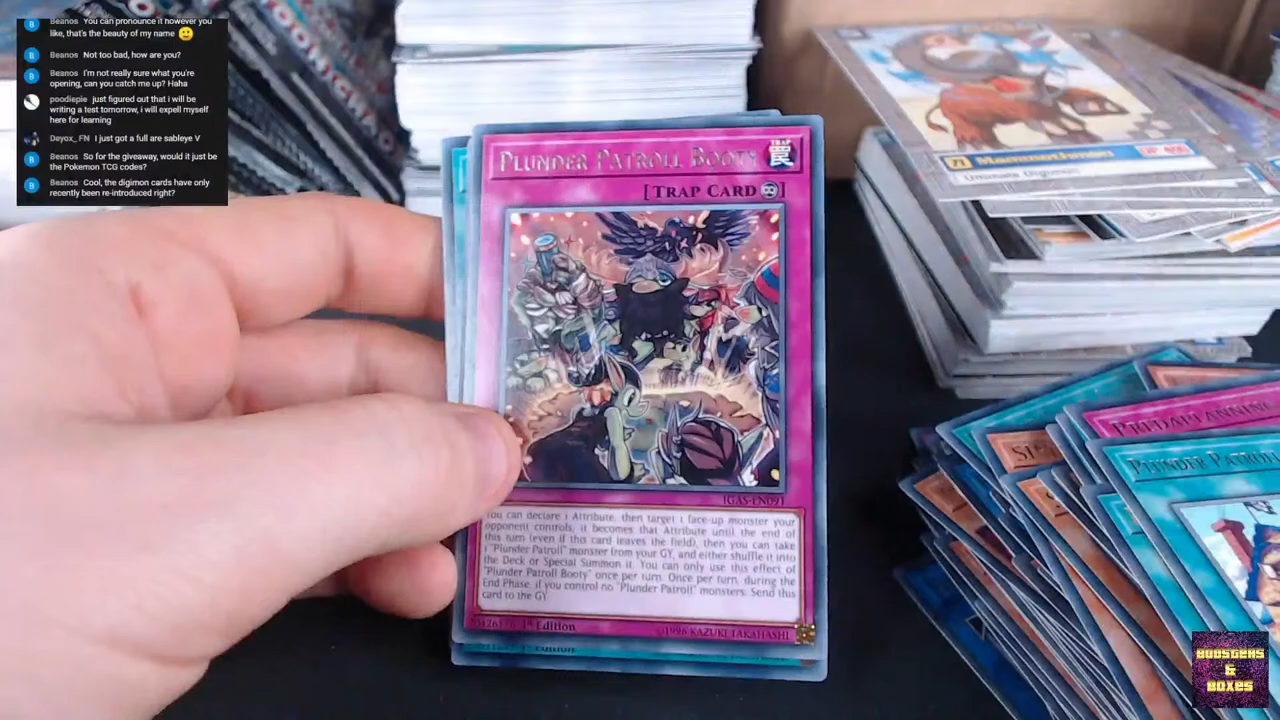 Beanos You can pronounce it however you
like, that's the beauty of my name 🙂
Beanos Not too bad, how are you?
Beanos I'm not really sure what you're
opening, can you catch me up? Haha
poodiepie just figured out that i will be
writing a test tomorrow, i will expell myself
here for learning
Deyox_FN I just got a full are sableye V
Beanos So for the giveaway, would it just be
the Pokemon TCG codes?
Beanos Cool, the digimon cards have only
recently been re-introduced right?
PLUNDER PATROLL BOOTY
TRAP
罠
[TRAP CARD]
IGAS-EN091
You can declare 1 Attribute, then target 1 face-up monster your
opponent controls, it becomes that Attribute until the end of
this turn (even if this card leaves the field), then you can take
1 "Plunder Patroll" monster from your GY, and either shuffle it into
the Deck or Special Summon it. You can only use this effect of
"Plunder Patroll Booty" once per turn. Once per turn, during the
End Phase, if you control no "Plunder Patroll" monsters: Send this
card to the GY.
1st Edition
©1996 KAZUKI TAKAHASHI
Mammothmon
Ultimate Digimon
PREDAPLANNING
PLUNDER PATROLL
BOOSTERS
&
BOXES